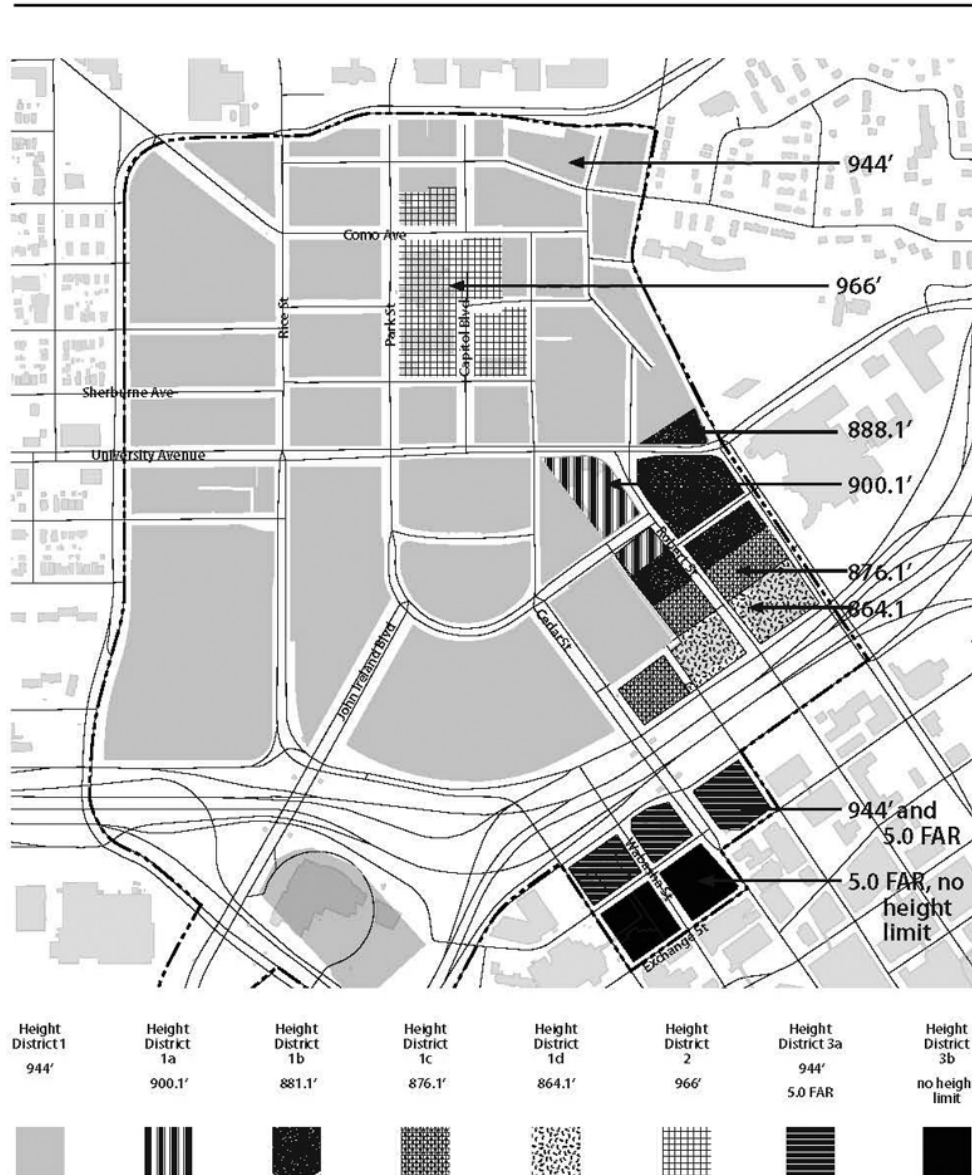 944′
Como Ave
966′
Rice St
Park St
Capitol Blvd
Sherburne Ave
888.1′
University Avenue
900.1′
Robert St
876.1′
864.1
Cedar St
John Ireland Blvd
944′ and
5.0 FAR
Wabasha St
5.0 FAR, no
height
limit
Exchange St
Height
District 1
944′
Height
District
1a
900.1′
Height
District
1b
881.1′
Height
District
1c
876.1′
Height
District
1d
864.1′
Height
District
2
966′
Height
District 3a
944′
5.0 FAR
Height
District
3b
no heigh
limit